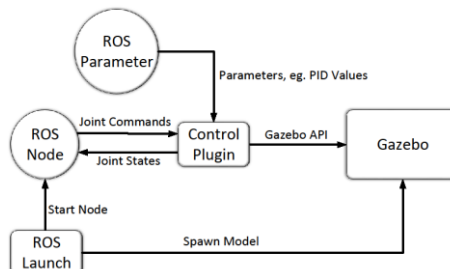 ROS
Parameter
Parameters, eg. PID Values
Joint Commands
ROS
Node
Control
Plugin
Gazebo API
Gazebo
Joint States
Start Node
ROS
Launch
Spawn Model